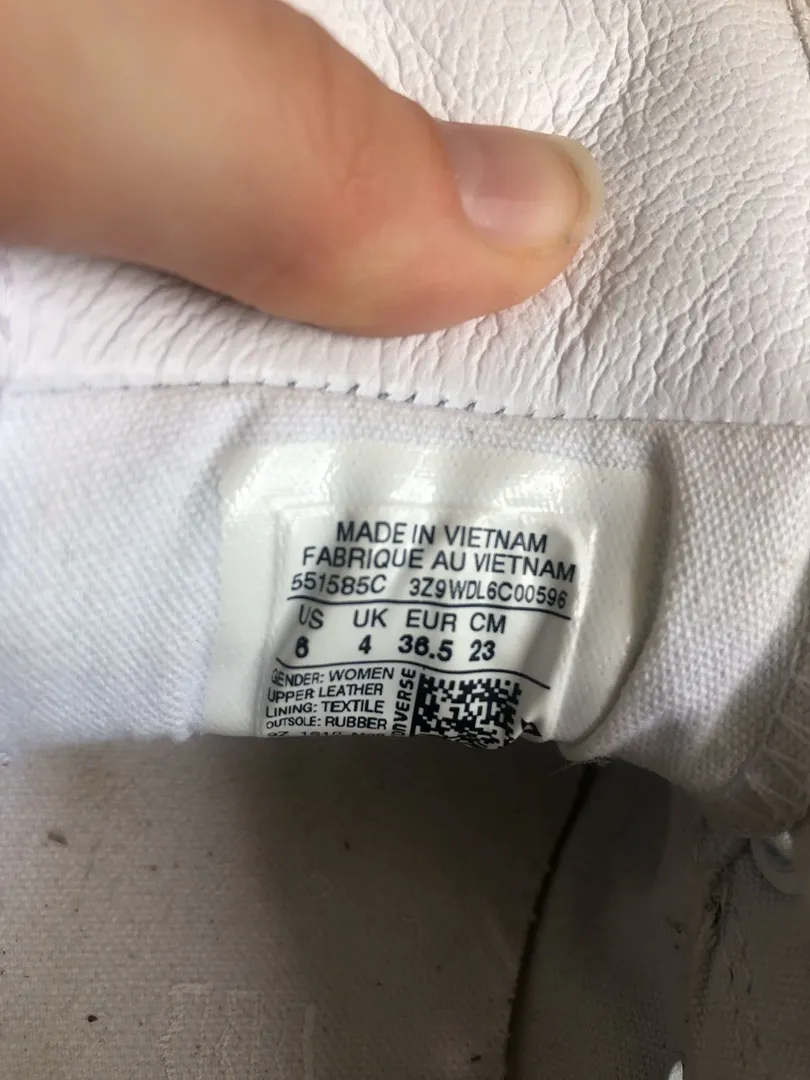 MADE IN VIETNAM
FABRIQUE AU VIETNAM
551585C 3Z9WDL6C00596
US UK EUR CM
6 4 36.5 23
GENDER: WOMEN
UPPER LEATHER
LINING: TEXTILE
OUTSOLE: RUBBER
CONVERSE